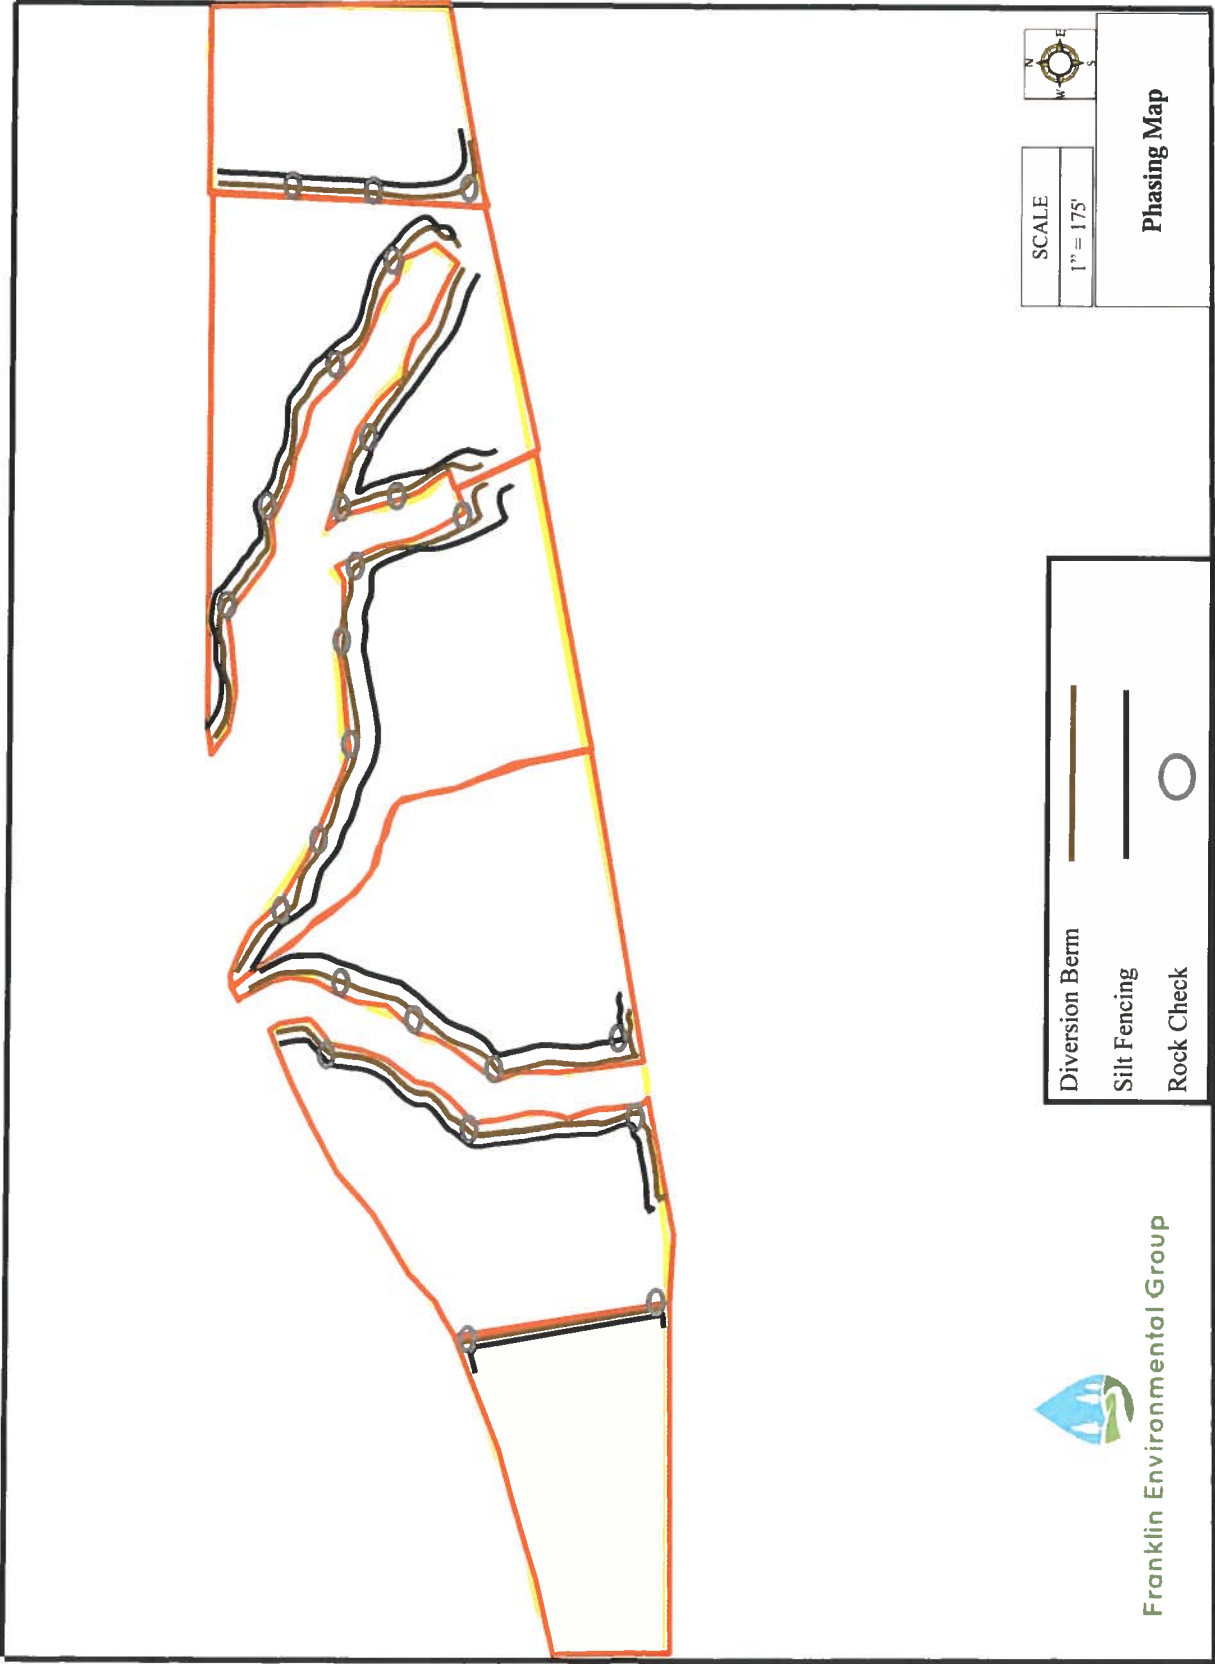 N
W E
S
SCALE
1" = 175'
Phasing Map
Diversion Berm
Silt Fencing
Rock Check
Franklin Environmental Group